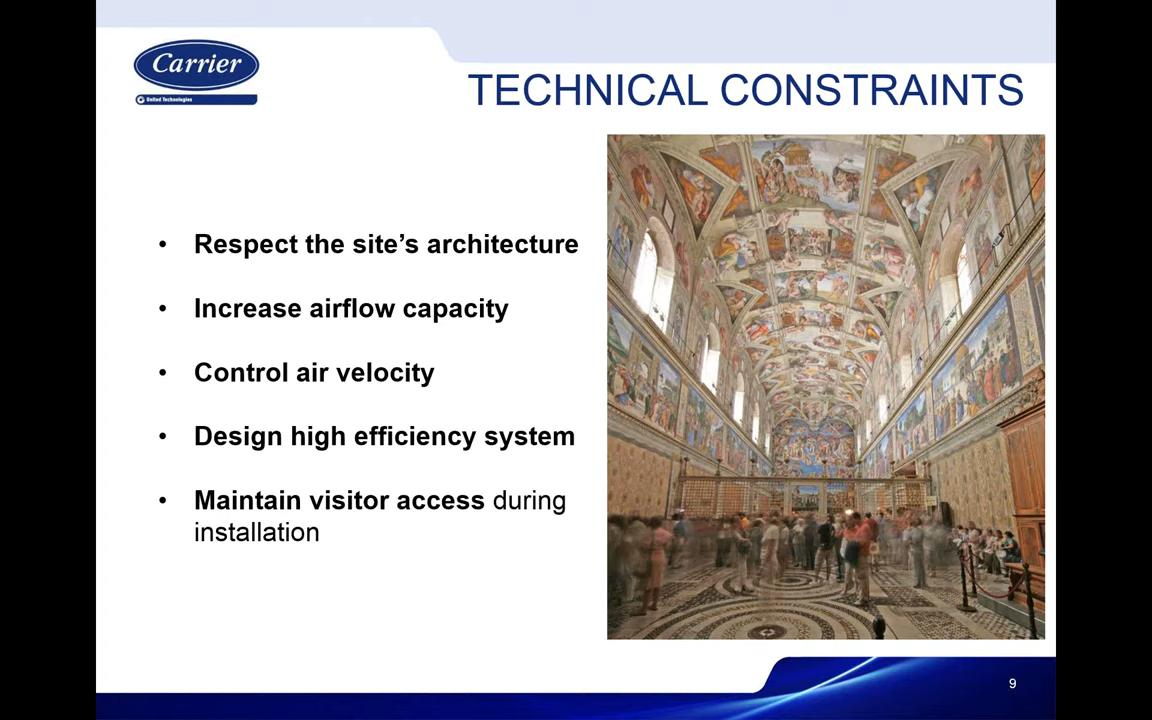 Carrier
United Technologies
TECHNICAL CONSTRAINTS
• Respect the site’s architecture
• Increase airflow capacity
• Control air velocity
• Design high efficiency system
• Maintain visitor access during
installation
9